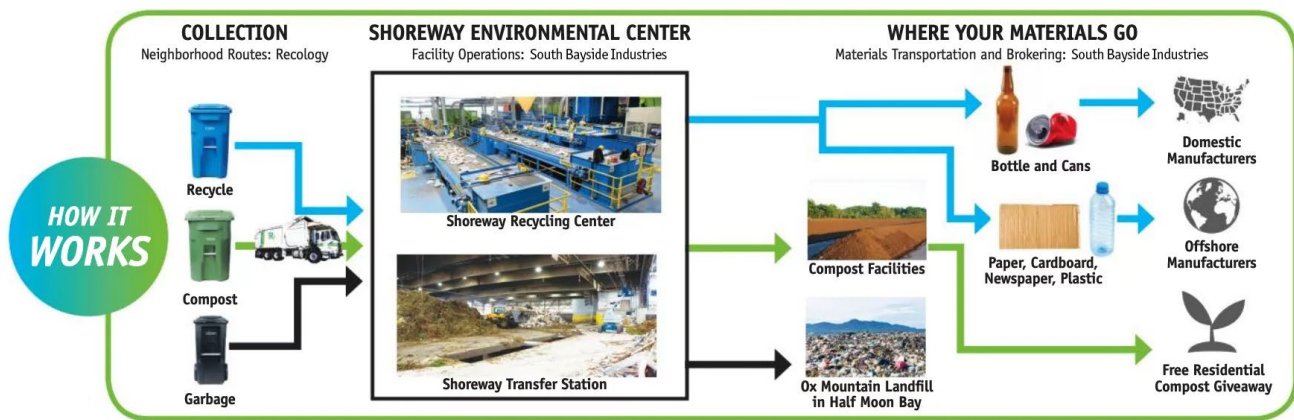 HOW IT
WORKS
COLLECTION
Neighborhood Routes: Recology
Recycle
Compost
Garbage
SHOREWAY ENVIRONMENTAL CENTER
Facility Operations: South Bayside Industries
Shoreway Recycling Center
Shoreway Transfer Station
WHERE YOUR MATERIALS GO
Materials Transportation and Brokering: South Bayside Industries
Bottle and Cans
Domestic
Manufacturers
Compost Facilities
Paper, Cardboard,
Newspaper, Plastic
Offshore
Manufacturers
Ox Mountain Landfill
in Half Moon Bay
Free Residential
Compost Giveaway